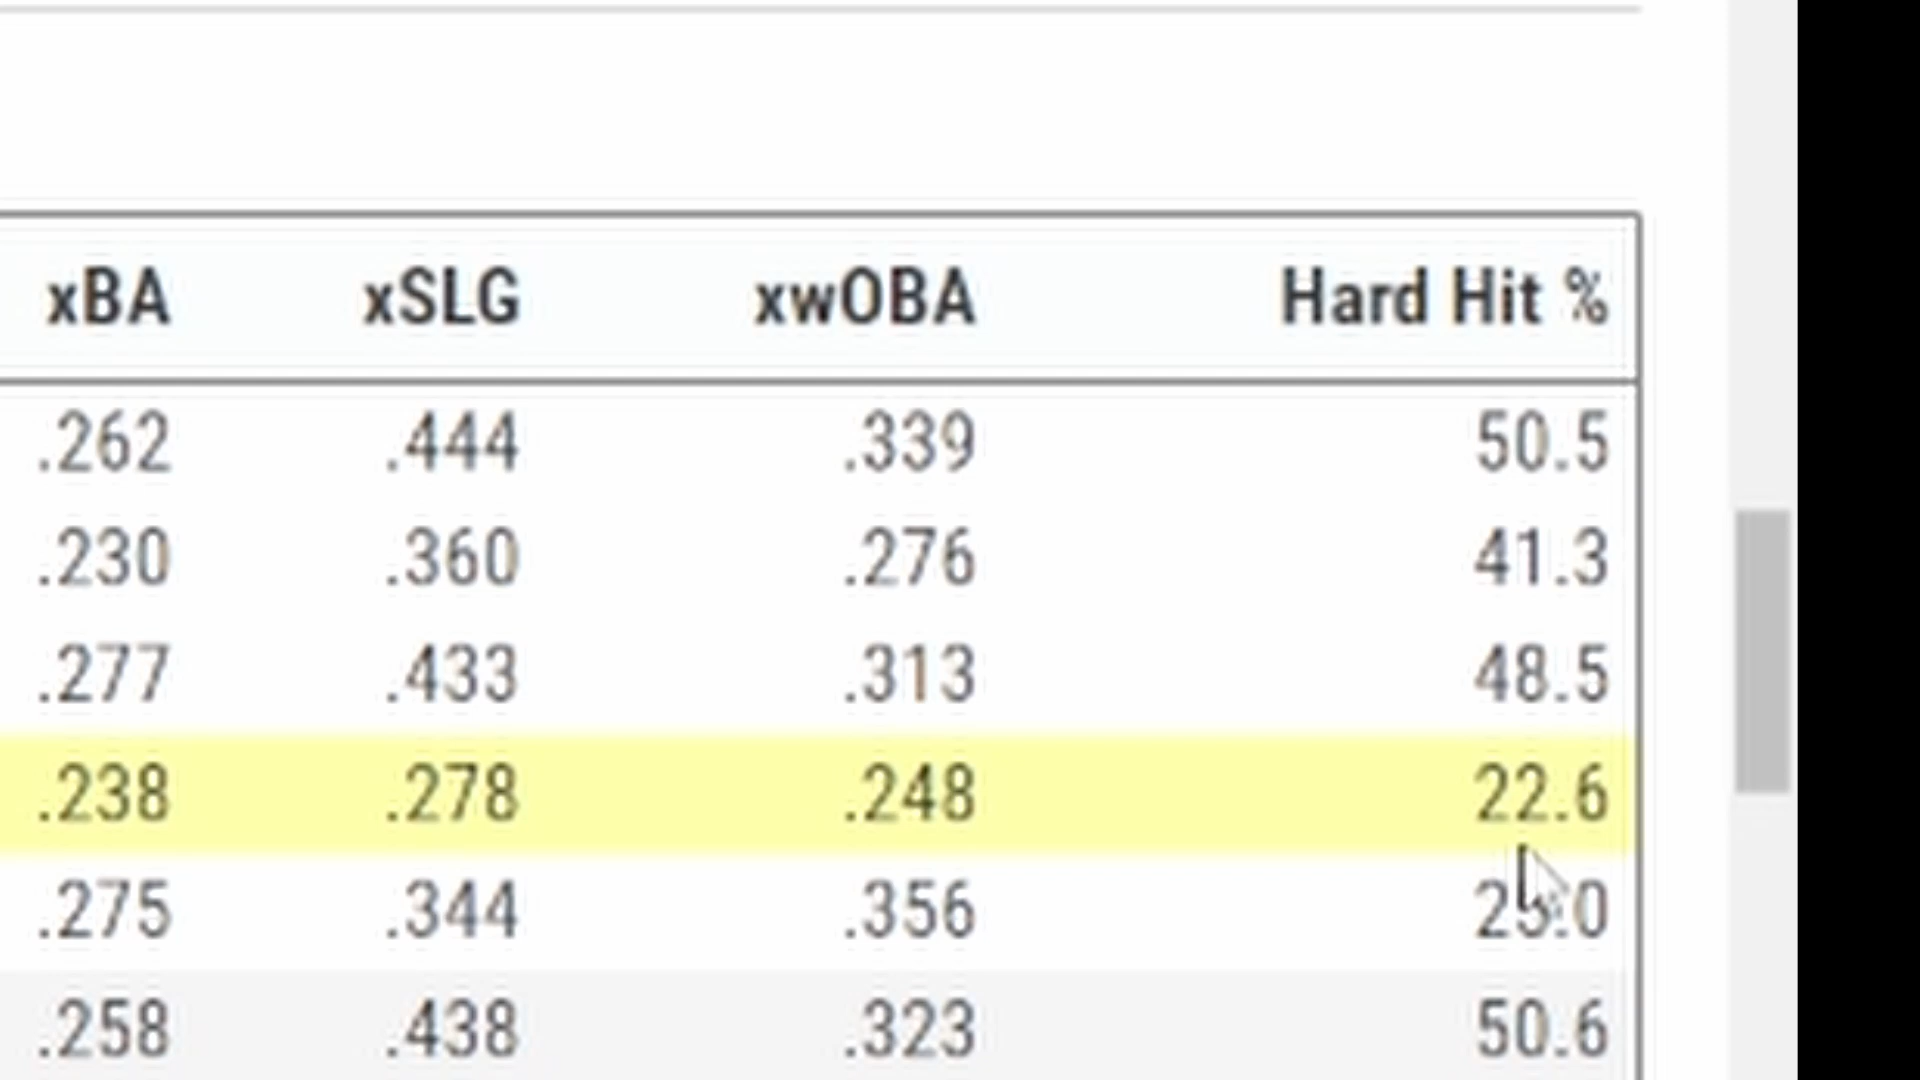 xBA xSLG xwOBA Hard Hit %
.262 .444 .339 50.5
.230 .360 .276 41.3
.277 .433 .313 48.5
.238 .278 .248 22.6
.275 .344 .356
.258 .438 .323 50.6